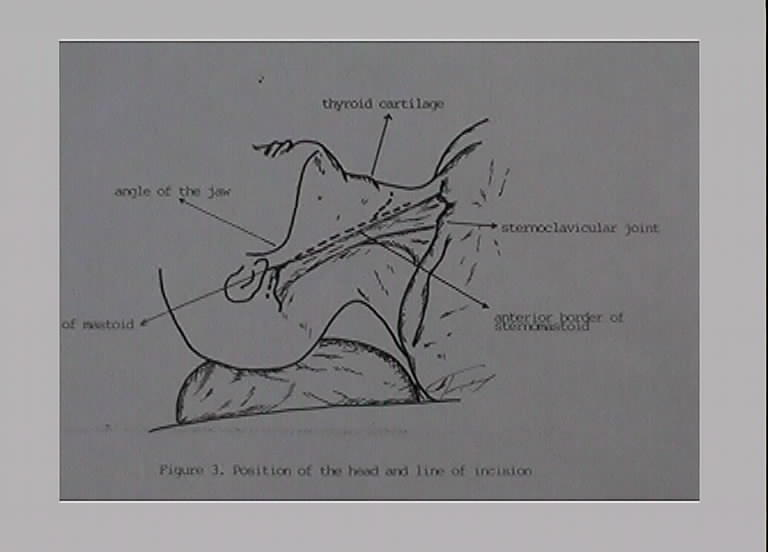 thyroid cartilage
angle of the jaw
sternoclavicular joint
of mastoid
anterior border of
sternomastoid
Figure 3. Position of the head and line of incision